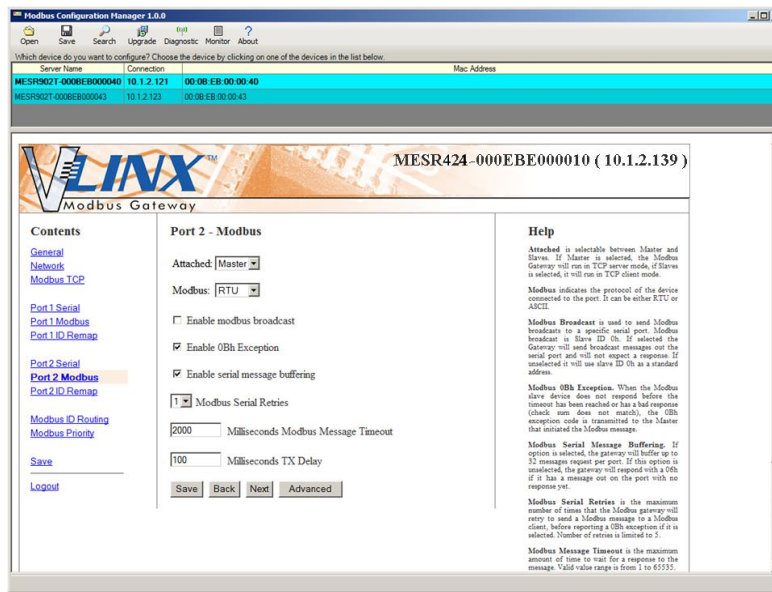 Modbus Configuration Manager 1.0.0
Open Save Search Upgrade Diagnostic Monitor About
Which device do you want to configure? Choose the device by clicking on one of the devices in the list below.
Server Name Connection Mac Address
MESR902T-000BEB000040 10.1.2.121 00:0B:EB:00:00:40
MESR902T-000BEB000043 10.1.2.123 00:0B:EB:00:00:43
VLINX TM
Modbus Gateway
MESR424-000EBE000010 ( 10.1.2.139 )
Contents
General
Network
Modbus TCP
Port 1 Serial
Port 1 Modbus
Port 1 ID Remap
Port 2 Serial
Port 2 Modbus
Port 2 ID Remap
Modbus ID Routing
Modbus Priority
Save
Logout
Port 2 - Modbus
Attached: Master
Modbus: RTU
Enable modbus broadcast
Enable 0Bh Exception
Enable serial message buffering
1 Modbus Serial Retries
2000 Milliseconds Modbus Message Timeout
100 Milliseconds TX Delay
Save Back Next Advanced
Help
Attached is selectable between Master and
Slaves. If Master is selected, the Modbus
Gateway will run in TCP server mode, if Slaves
is selected, it will run in TCP client mode.
Modbus indicates the protocol of the device
connected to the port. It can be either RTU or
ASCII.
Modbus Broadcast is used to send Modbus
broadcasts to a specific serial port. Modbus
broadcast is Slave ID 0h. If selected the
Gateway will send broadcast messages out the
serial port and will not expect a response. If
unselected it will use slave ID 0h as a standard
address.
Modbus 0Bh Exception. When the Modbus
slave device does not respond before the
timeout has been reached or has a bad response
(check sum does not match), the 0Bh
exception code is transmitted to the Master
that initiated the Modbus message.
Modbus Serial Message Buffering. If
option is selected, the gateway will buffer up to
32 messages request per port. If this option is
unselected, the gateway will respond with a 06h
if it has a message out on the port with no
response yet.
Modbus Serial Retries is the maximum
number of times that the Modbus gateway will
retry to send a Modbus message to a Modbus
client, before reporting a 0Bh exception if it is
selected. Number of retries is limited to 5.
Modbus Message Timeout is the maximum
amount of time to wait for a response to the
message. Valid value range is from 1 to 65535.